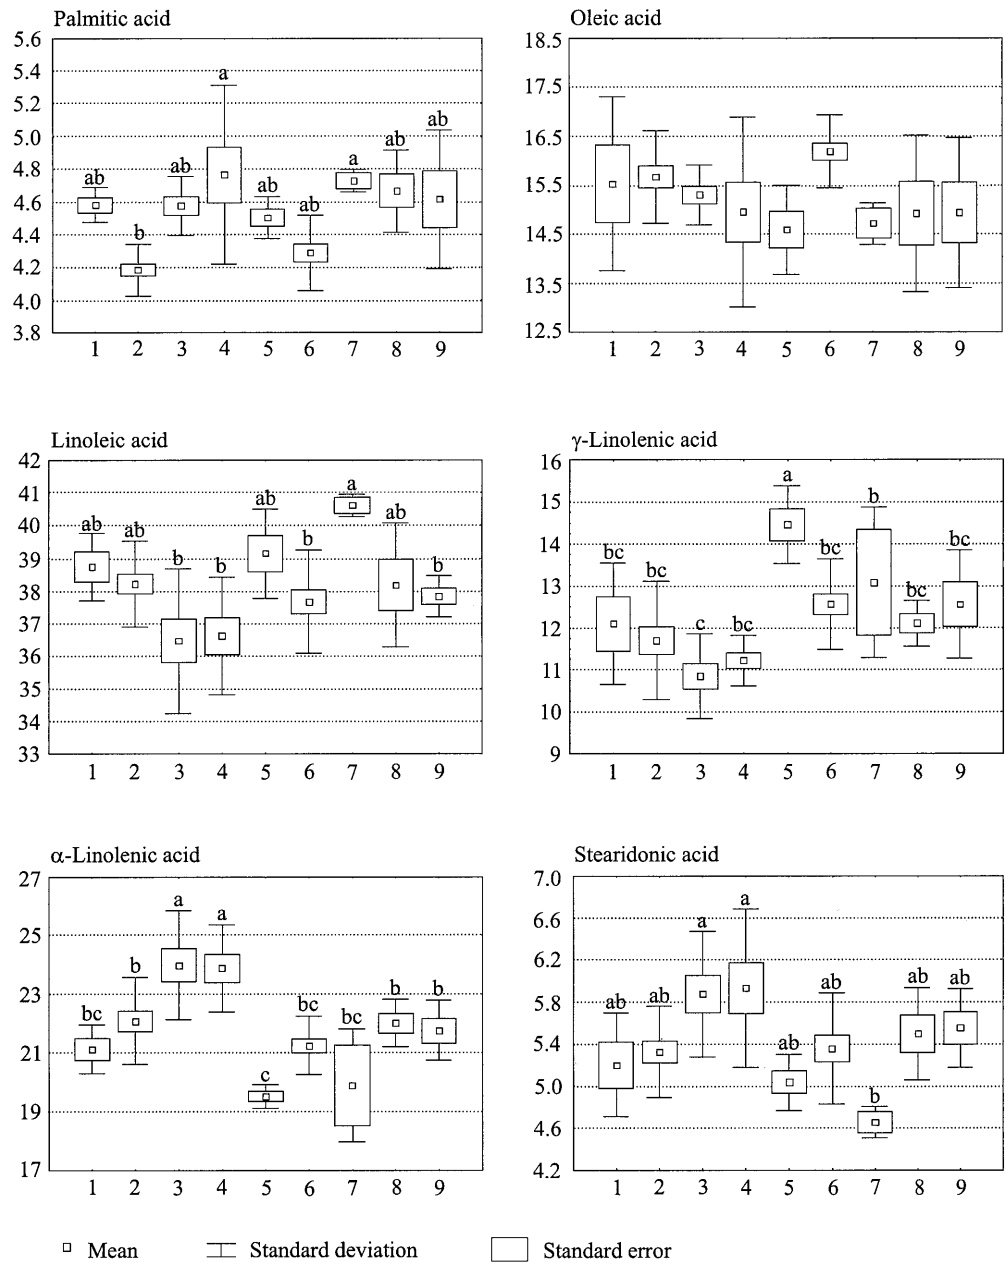 Palmitic acid
5.6
5.4
5.2
5.0
4.8
4.6
4.4
4.2
4.0
3.8
ab b ab a ab ab a ab ab
1 2 3 4 5 6 7 8 9
Oleic acid
18.5
17.5
16.5
15.5
14.5
13.5
12.5
1 2 3 4 5 6 7 8 9
Linoleic acid
42
41
40
39
38
37
36
35
34
33
ab ab b b ab b a ab b
1 2 3 4 5 6 7 8 9
γ-Linolenic acid
16
15
14
13
12
11
10
9
bc bc c bc a bc b bc bc
1 2 3 4 5 6 7 8 9
α-Linolenic acid
27
25
23
21
19
17
bc b a a c bc bc b b
1 2 3 4 5 6 7 8 9
Stearidonic acid
7.0
6.6
6.2
5.8
5.4
5.0
4.6
4.2
ab ab a a ab ab b ab ab
1 2 3 4 5 6 7 8 9
Mean Standard deviation Standard error